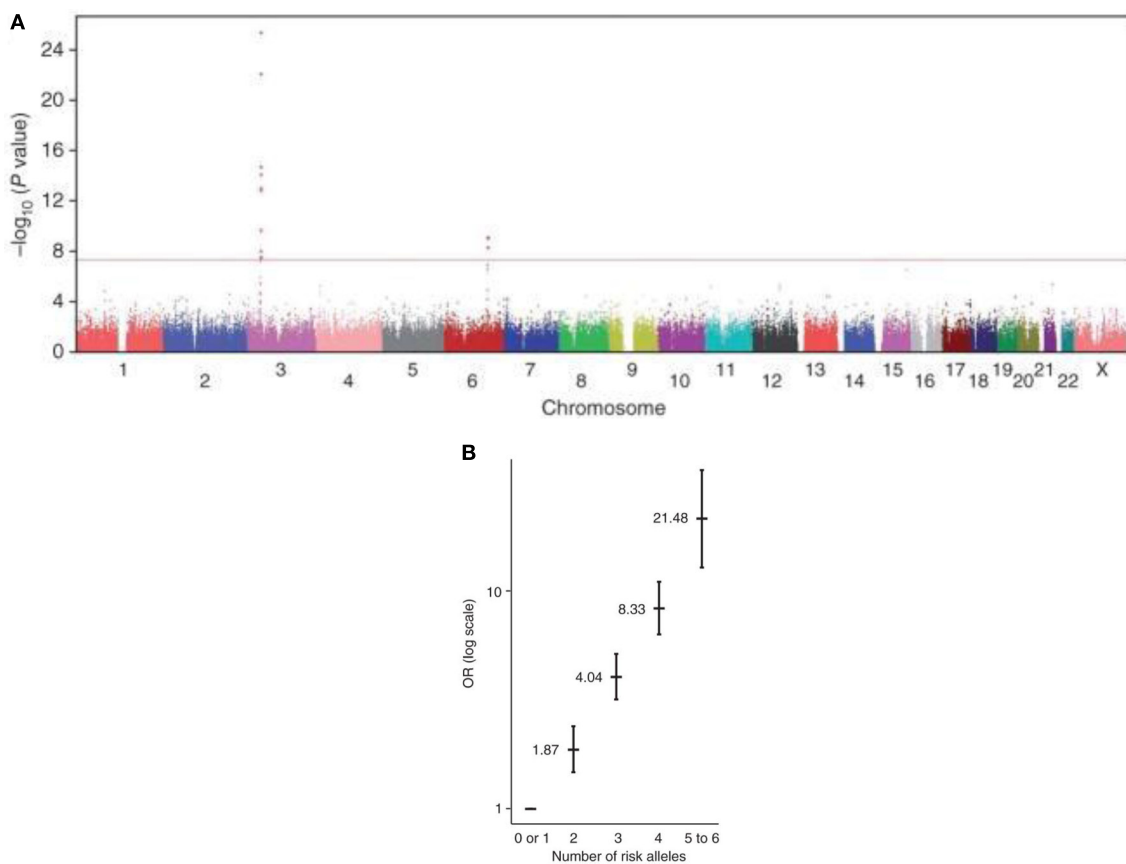 A
−log₁₀ (P value)
24
20
16
12
8
4
0
1 2 3 4 5 6 7 8 9 10 11 12 13 14 15 16 17 18 19 20 21 22 X
Chromosome
B
OR (log scale)
21.48
10
8.33
4.04
1.87
1
0 or 1 2 3 4 5 to 6
Number of risk alleles